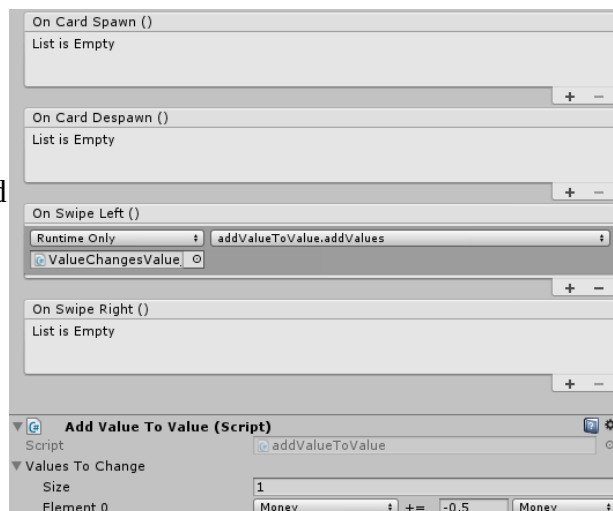 On Card Spawn ()
List is Empty
+ −
On Card Despawn ()
List is Empty
+ −
On Swipe Left ()
Runtime Only addValueToValue.addValues
ValueChangesValue_
+ −
On Swipe Right ()
List is Empty
+ −
Add Value To Value (Script)
Script addValueToValue
Values To Change
Size 1
Element 0 Money += -0.5 Money